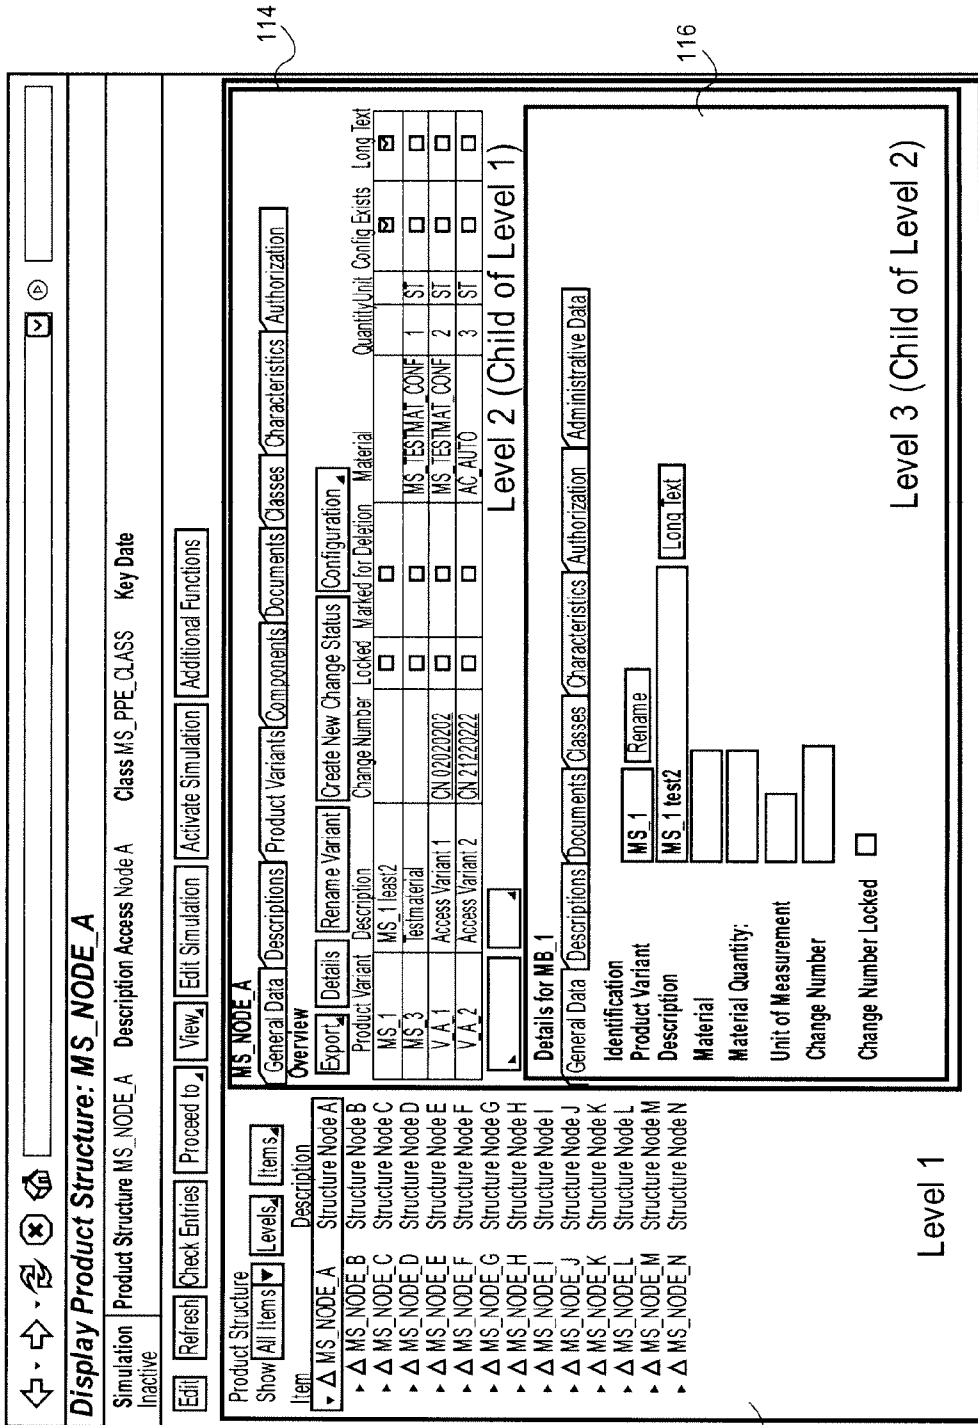 Display Product Structure: MS_NODE_A
Simulation Inactive
Product Structure MS_NODE_A Description Access Node A Class MS_PPE_CLASS Key Date
Edit Refresh Check Entries Proceed to View Edit Simulation Activate Simulation Additional Functions
Product Structure
Show All Items Levels Items
Item Description
MS_NODE_A Structure Node A
MS_NODE_B Structure Node B
MS_NODE_C Structure Node C
MS_NODE_D Structure Node D
MS_NODE_E Structure Node E
MS_NODE_F Structure Node F
MS_NODE_G Structure Node G
MS_NODE_H Structure Node H
MS_NODE_I Structure Node I
MS_NODE_J Structure Node J
MS_NODE_K Structure Node K
MS_NODE_L Structure Node L
MS_NODE_M Structure Node M
MS_NODE_N Structure Node N
Level 1
MS_NODE_A
General Data Descriptions Product Variants Components Documents Classes Characteristics Authorization
Overview
Export Details Rename Variant Create New Change Status Configuration
Product Variant Description Change Number Locked Marked for Deletion Material Quantity Unit Config Exists Long Text
MS_1 MS_1 least2
MS_3 Testmaterial MS_TESTMAT_CONF 1 ST
V_A_1 Access Variant 1 CN 02020202 MS_TESTMAT_CONF 2 ST
V_A_2 Access Variant 2 CN 21220222 AC_AUTO 3 ST
Level 2 (Child of Level 1)
114
Details for MB_1
General Data Descriptions Documents Classes Characteristics Authorization Administrative Data
Identification
Product Variant MS_1 Rename
Description MS_1 test2 Long Text
Material
Material Quantity:
Unit of Measurement
Change Number
Change Number Locked
Level 3 (Child of Level 2)
116